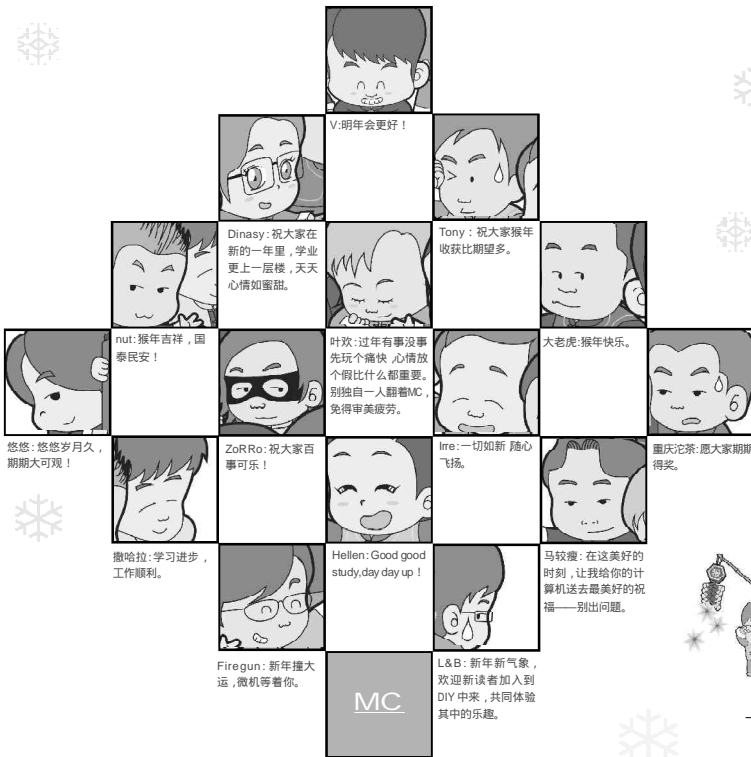 V:明年会更好！
Dinasy:祝大家在
新的一年里,学业
更上一层楼,天天
心情如蜜甜。
Tony：祝大家猴年
收获比期望多。
nut:猴年吉祥,国
泰民安！
叶欢:过年有事没事
先玩个痛快,心情放
个假比什么都重要。
别独自一人翻着MC,
免得审美疲劳。
大老虎:猴年快乐。
悠悠:悠悠岁月久,
期期大可观！
ZoRRo:祝大家百
事可乐！
Irre:一切如新 随心
飞扬。
重庆沱茶:愿大家期期
得奖。
撒哈拉:学习进步,
工作顺利。
Hellen:Good good
study,day day up！
马较瘦:在这美好的
时刻,让我给你的计
算机送去最美好的祝
福——别出问题。
Firegun:新年撞大
运,微机等着你。
L&B:新年新气象,
欢迎新读者加入到
DIY中来,共同体验
其中的乐趣。
MC